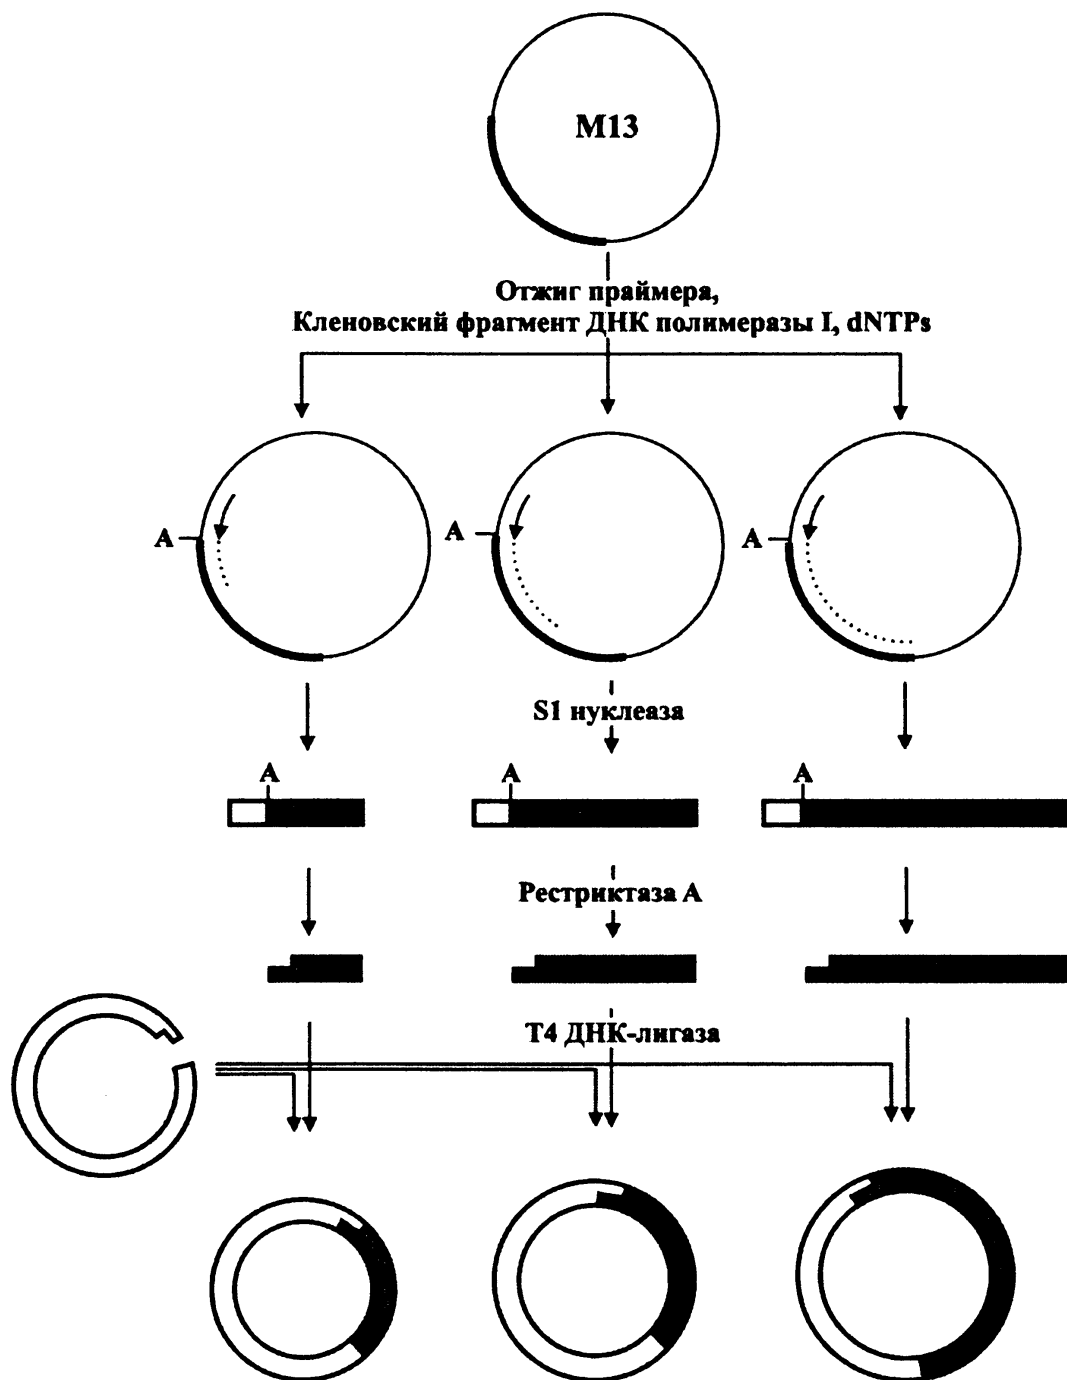 M13
Отжиг праймера,
Кленовский фрагмент ДНК полимеразы I, dNTPs
A
A
A
S1 нуклеаза
A
A
A
Рестриктаза A
T4 ДНК-лигаза